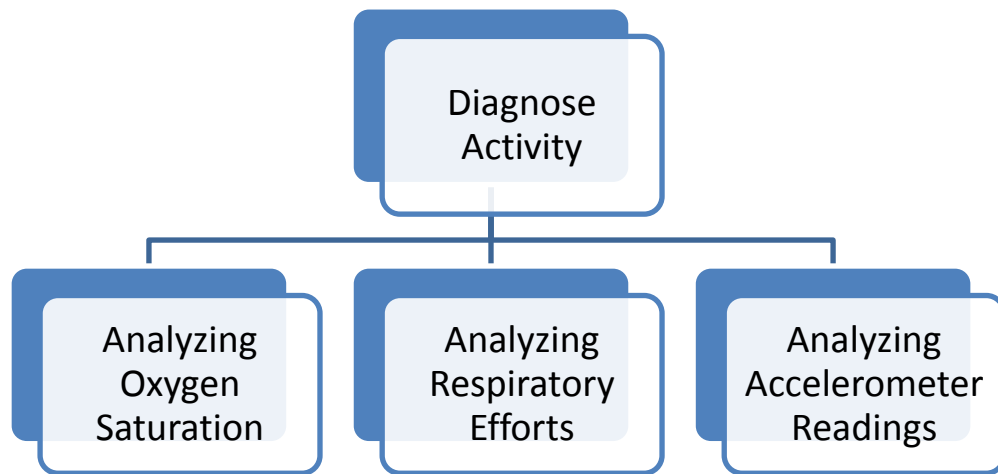 Diagnose
Activity
Analyzing
Oxygen
Saturation
Analyzing
Respiratory
Efforts
Analyzing
Accelerometer
Readings